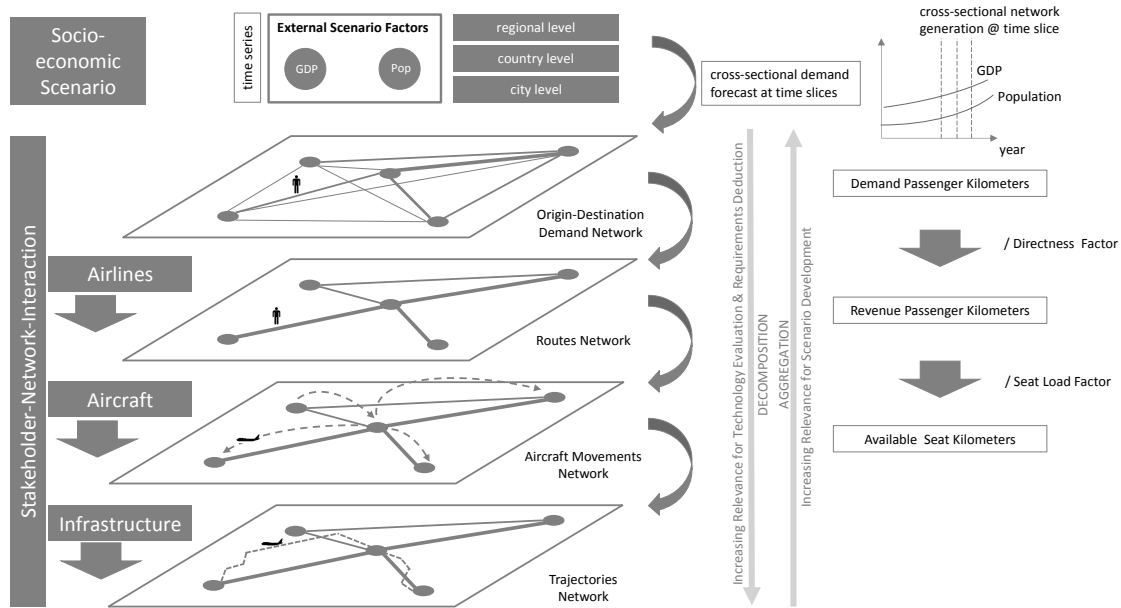 Socio-
economic
Scenario
time series
External Scenario Factors
GDP
Pop
regional level
country level
city level
cross-sectional demand
forecast at time slices
cross-sectional network
generation @ time slice
GDP
Population
year
Stakeholder-Network-Interaction
Origin-Destination
Demand Network
Airlines
Routes Network
Aircraft
Aircraft Movements
Network
Infrastructure
Trajectories
Network
Increasing Relevance for Technology Evaluation & Requirements Deduction
DECOMPOSITION
AGGREGATION
Increasing Relevance for Scenario Development
Demand Passenger Kilometers
/ Directness Factor
Revenue Passenger Kilometers
/ Seat Load Factor
Available Seat Kilometers